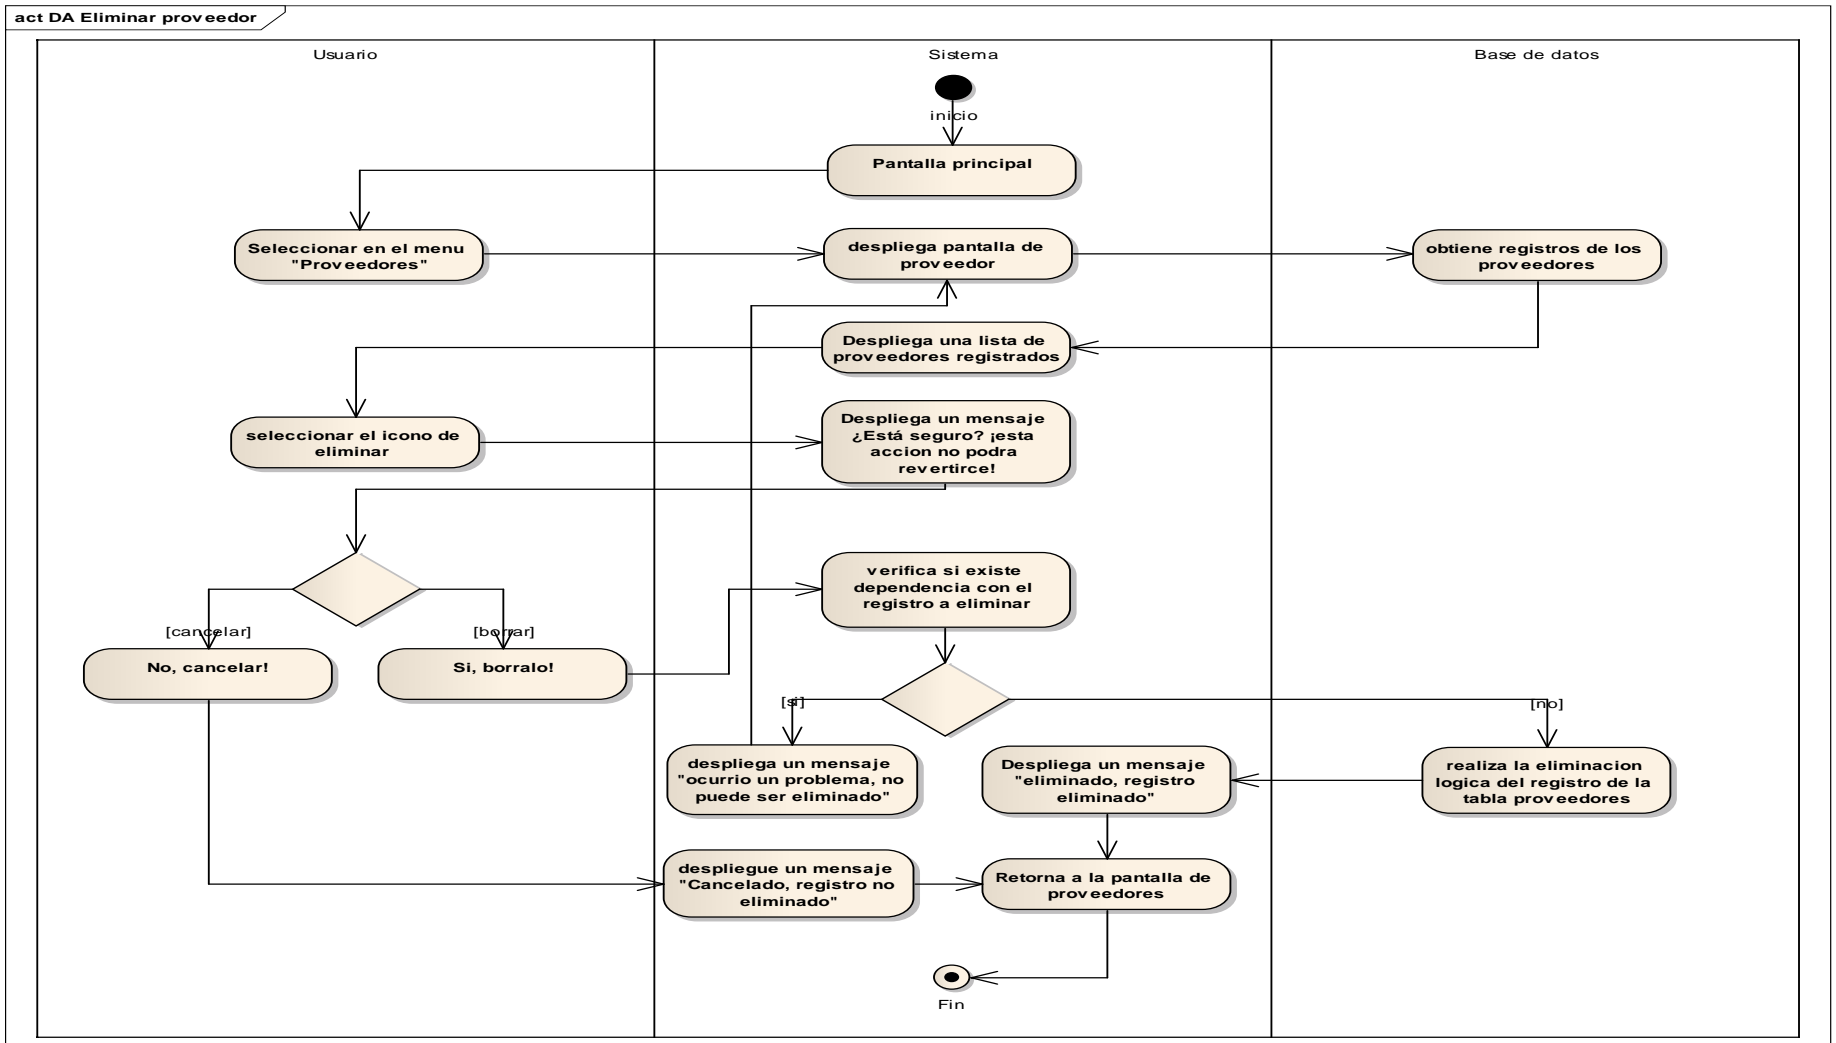 act DA Eliminar proveedor
Usuario
Sistema
Base de datos
inicio
Pantalla principal
Seleccionar en el menu
"Proveedores"
despliega pantalla de
proveedor
obtiene registros de los
proveedores
Despliega una lista de
proveedores registrados
seleccionar el icono de
eliminar
Despliega un mensaje
¿Está seguro? ¡esta
accion no podra
revertirce!
verifica si existe
dependencia con el
registro a eliminar
[cancelar]
[borrar]
No, cancelar!
Si, borralo!
[si]
[no]
despliega un mensaje
"ocurrio un problema, no
puede ser eliminado"
Despliega un mensaje
"eliminado, registro
eliminado"
realiza la eliminacion
logica del registro de la
tabla proveedores
despliegue un mensaje
"Cancelado, registro no
eliminado"
Retorna a la pantalla de
proveedores
Fin